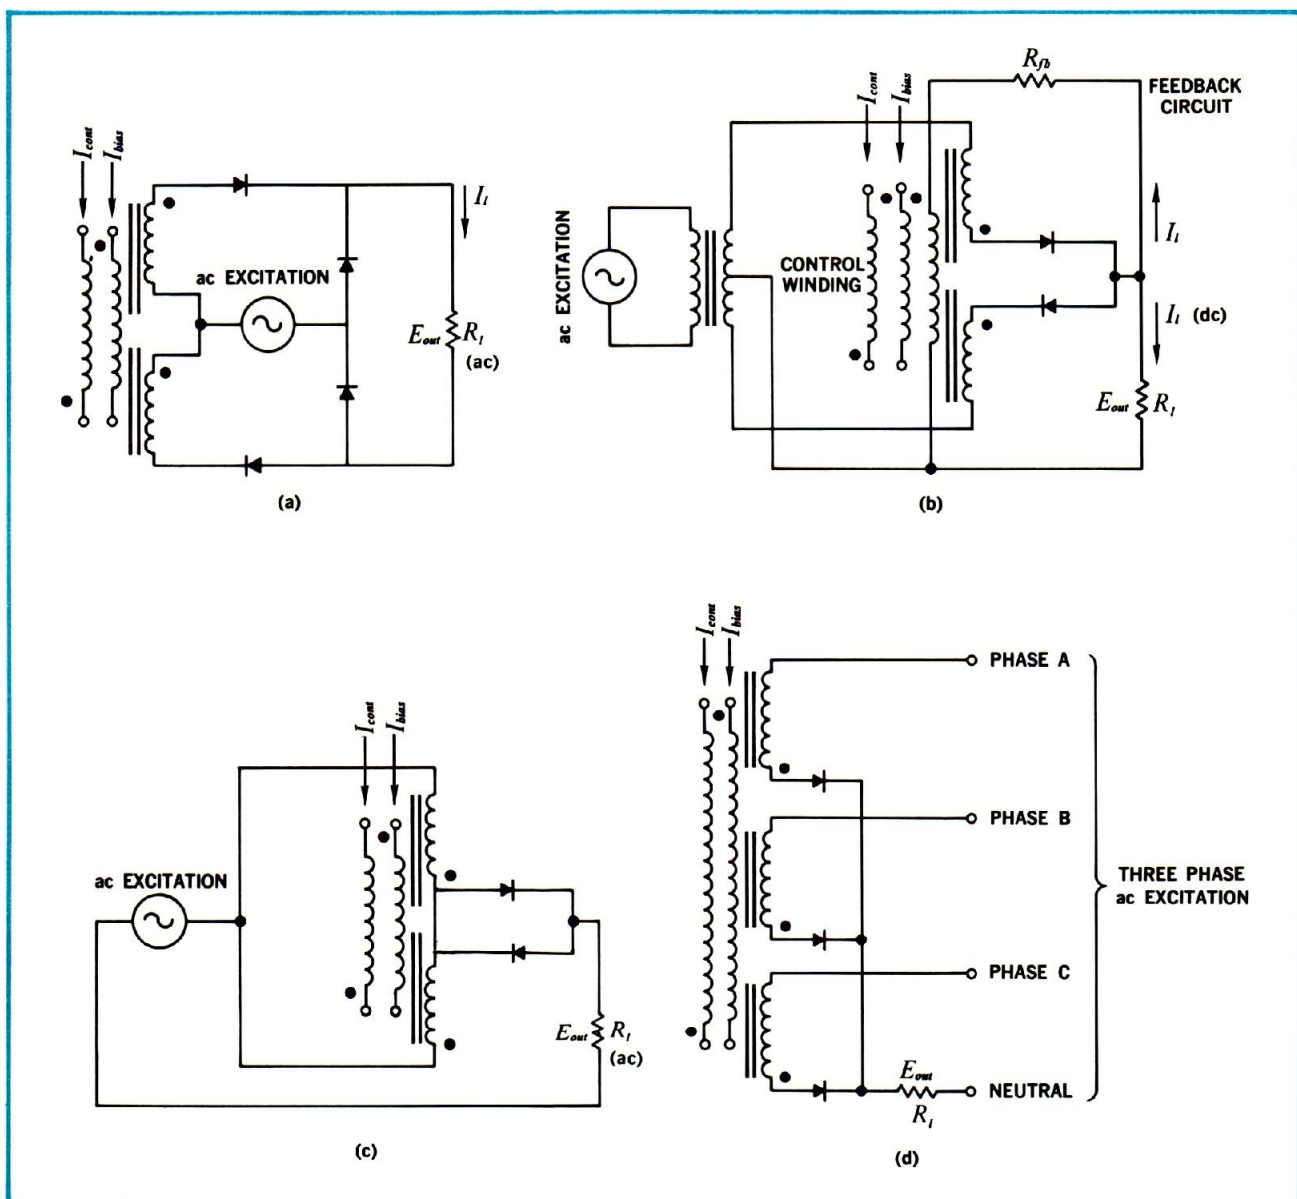 I_cont
I_bias
ac EXCITATION
I_l
E_out R_l
(ac)
(a)
R_fb
FEEDBACK
CIRCUIT
I_cont
I_bias
ac EXCITATION
CONTROL
WINDING
I_l
I_l (dc)
E_out R_l
(b)
I_cont
I_bias
ac EXCITATION
E_out R_l
(ac)
(c)
I_cont
I_bias
PHASE A
PHASE B
PHASE C
THREE PHASE
ac EXCITATION
E_out
R_l
NEUTRAL
(d)